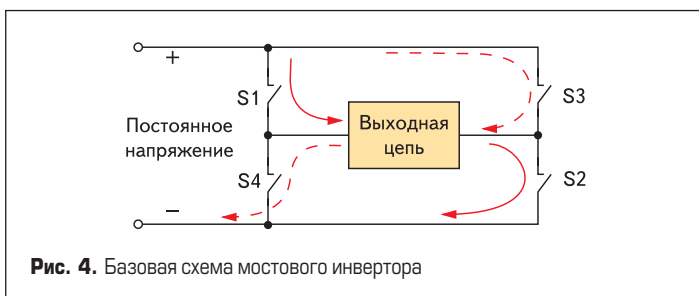 +
S1
S3
Постоянное
напряжение
Выходная
цепь
S4
S2
–
Рис. 4. Базовая схема мостового инвертора